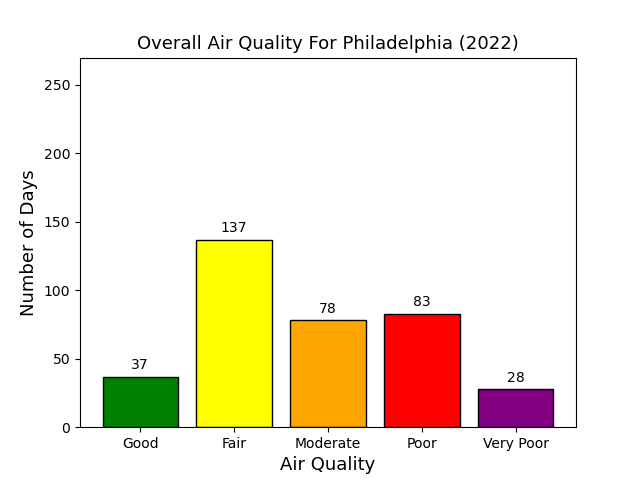 Overall Air Quality For Philadelphia (2022)
Number of Days
250
200
150
100
50
0
37
137
78
83
28
Good Fair Moderate Poor Very Poor
Air Quality